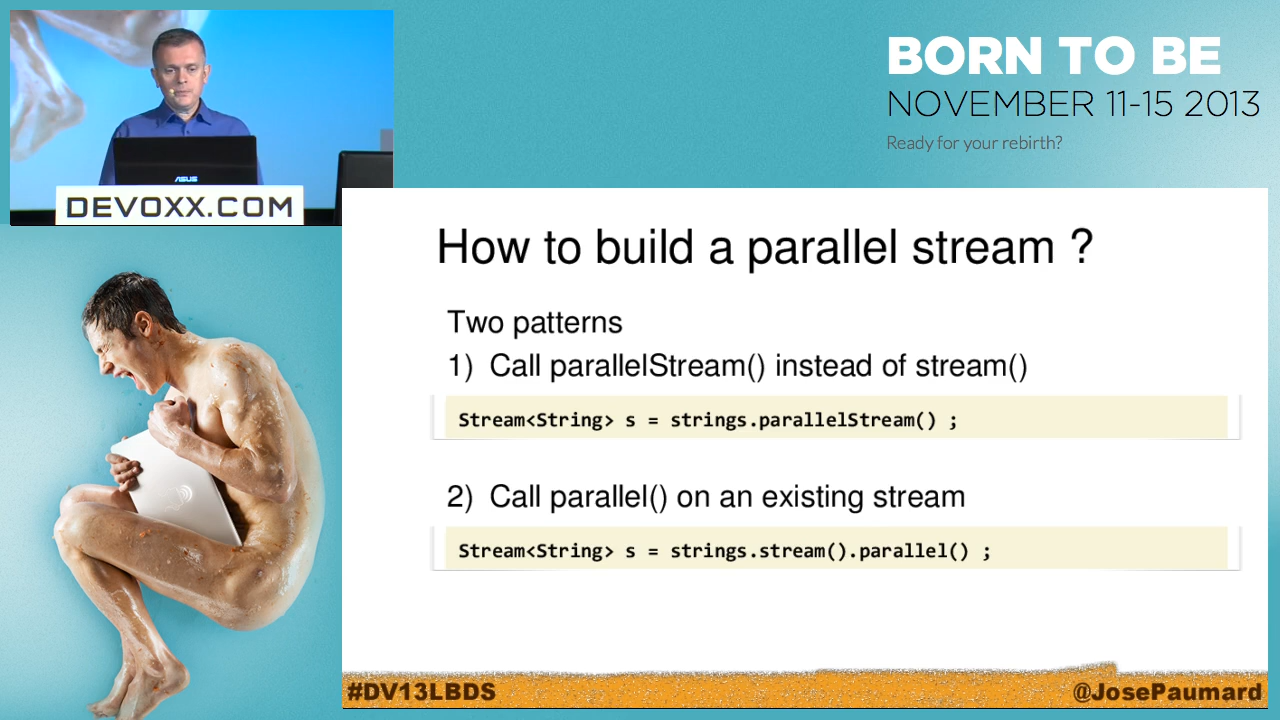 BORN TO BE
NOVEMBER 11-15 2013
Ready for your rebirth?
ASUS
DEVOXX.COM
How to build a parallel stream ?
Two patterns
1) Call parallelStream() instead of stream()
Stream<String> s = strings.parallelStream() ;
2) Call parallel() on an existing stream
Stream<String> s = strings.stream().parallel() ;
#DV13LBDS
@JosePaumard